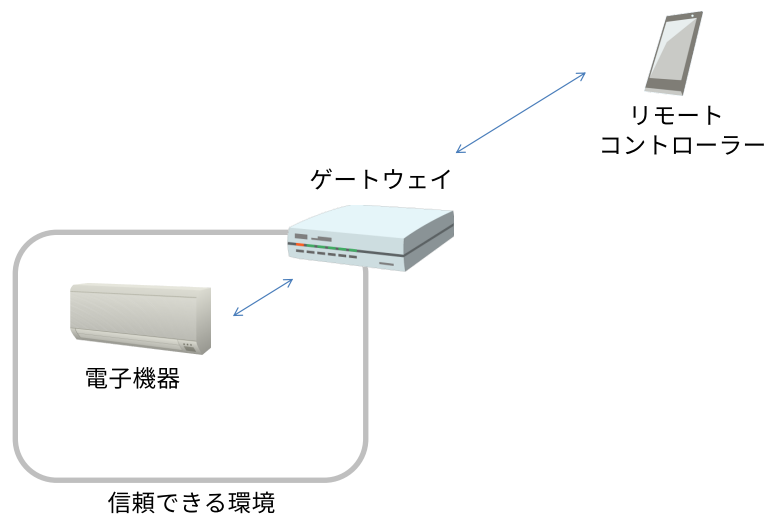 リモート
コントローラー
ゲートウェイ
電子機器
信頼できる環境